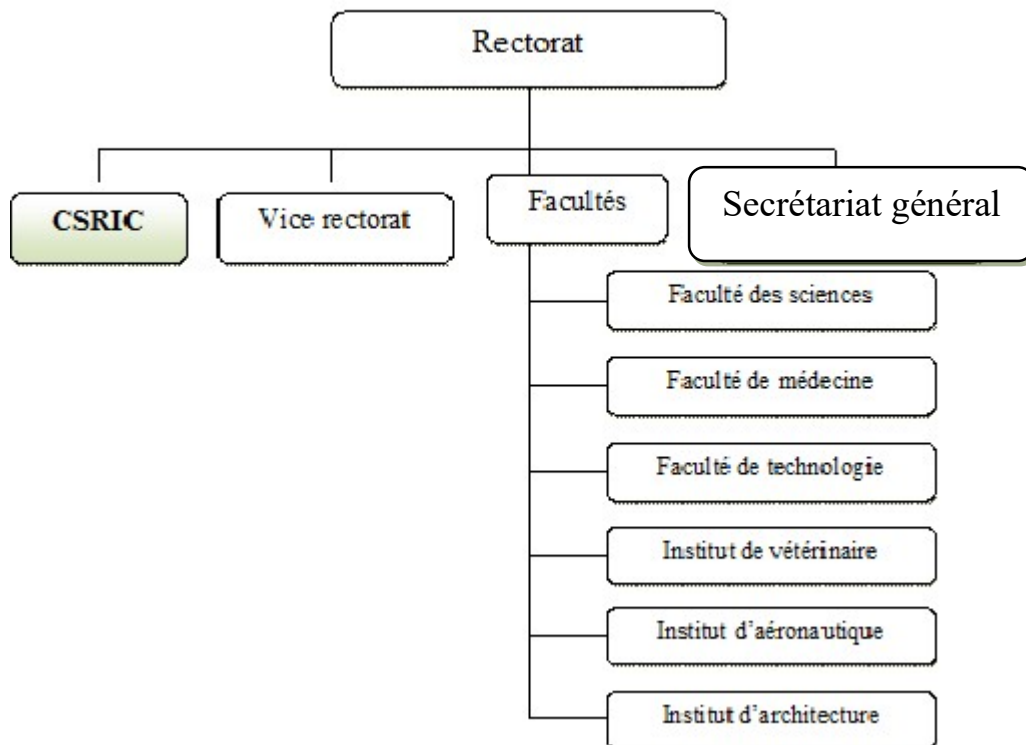 Rectorat
CSRIC
Vice rectorat
Facultés
Secrétariat général
Faculté des sciences
Faculté de médecine
Faculté de technologie
Institut de vétérinaire
Institut d'aéronautique
Institut d'architecture